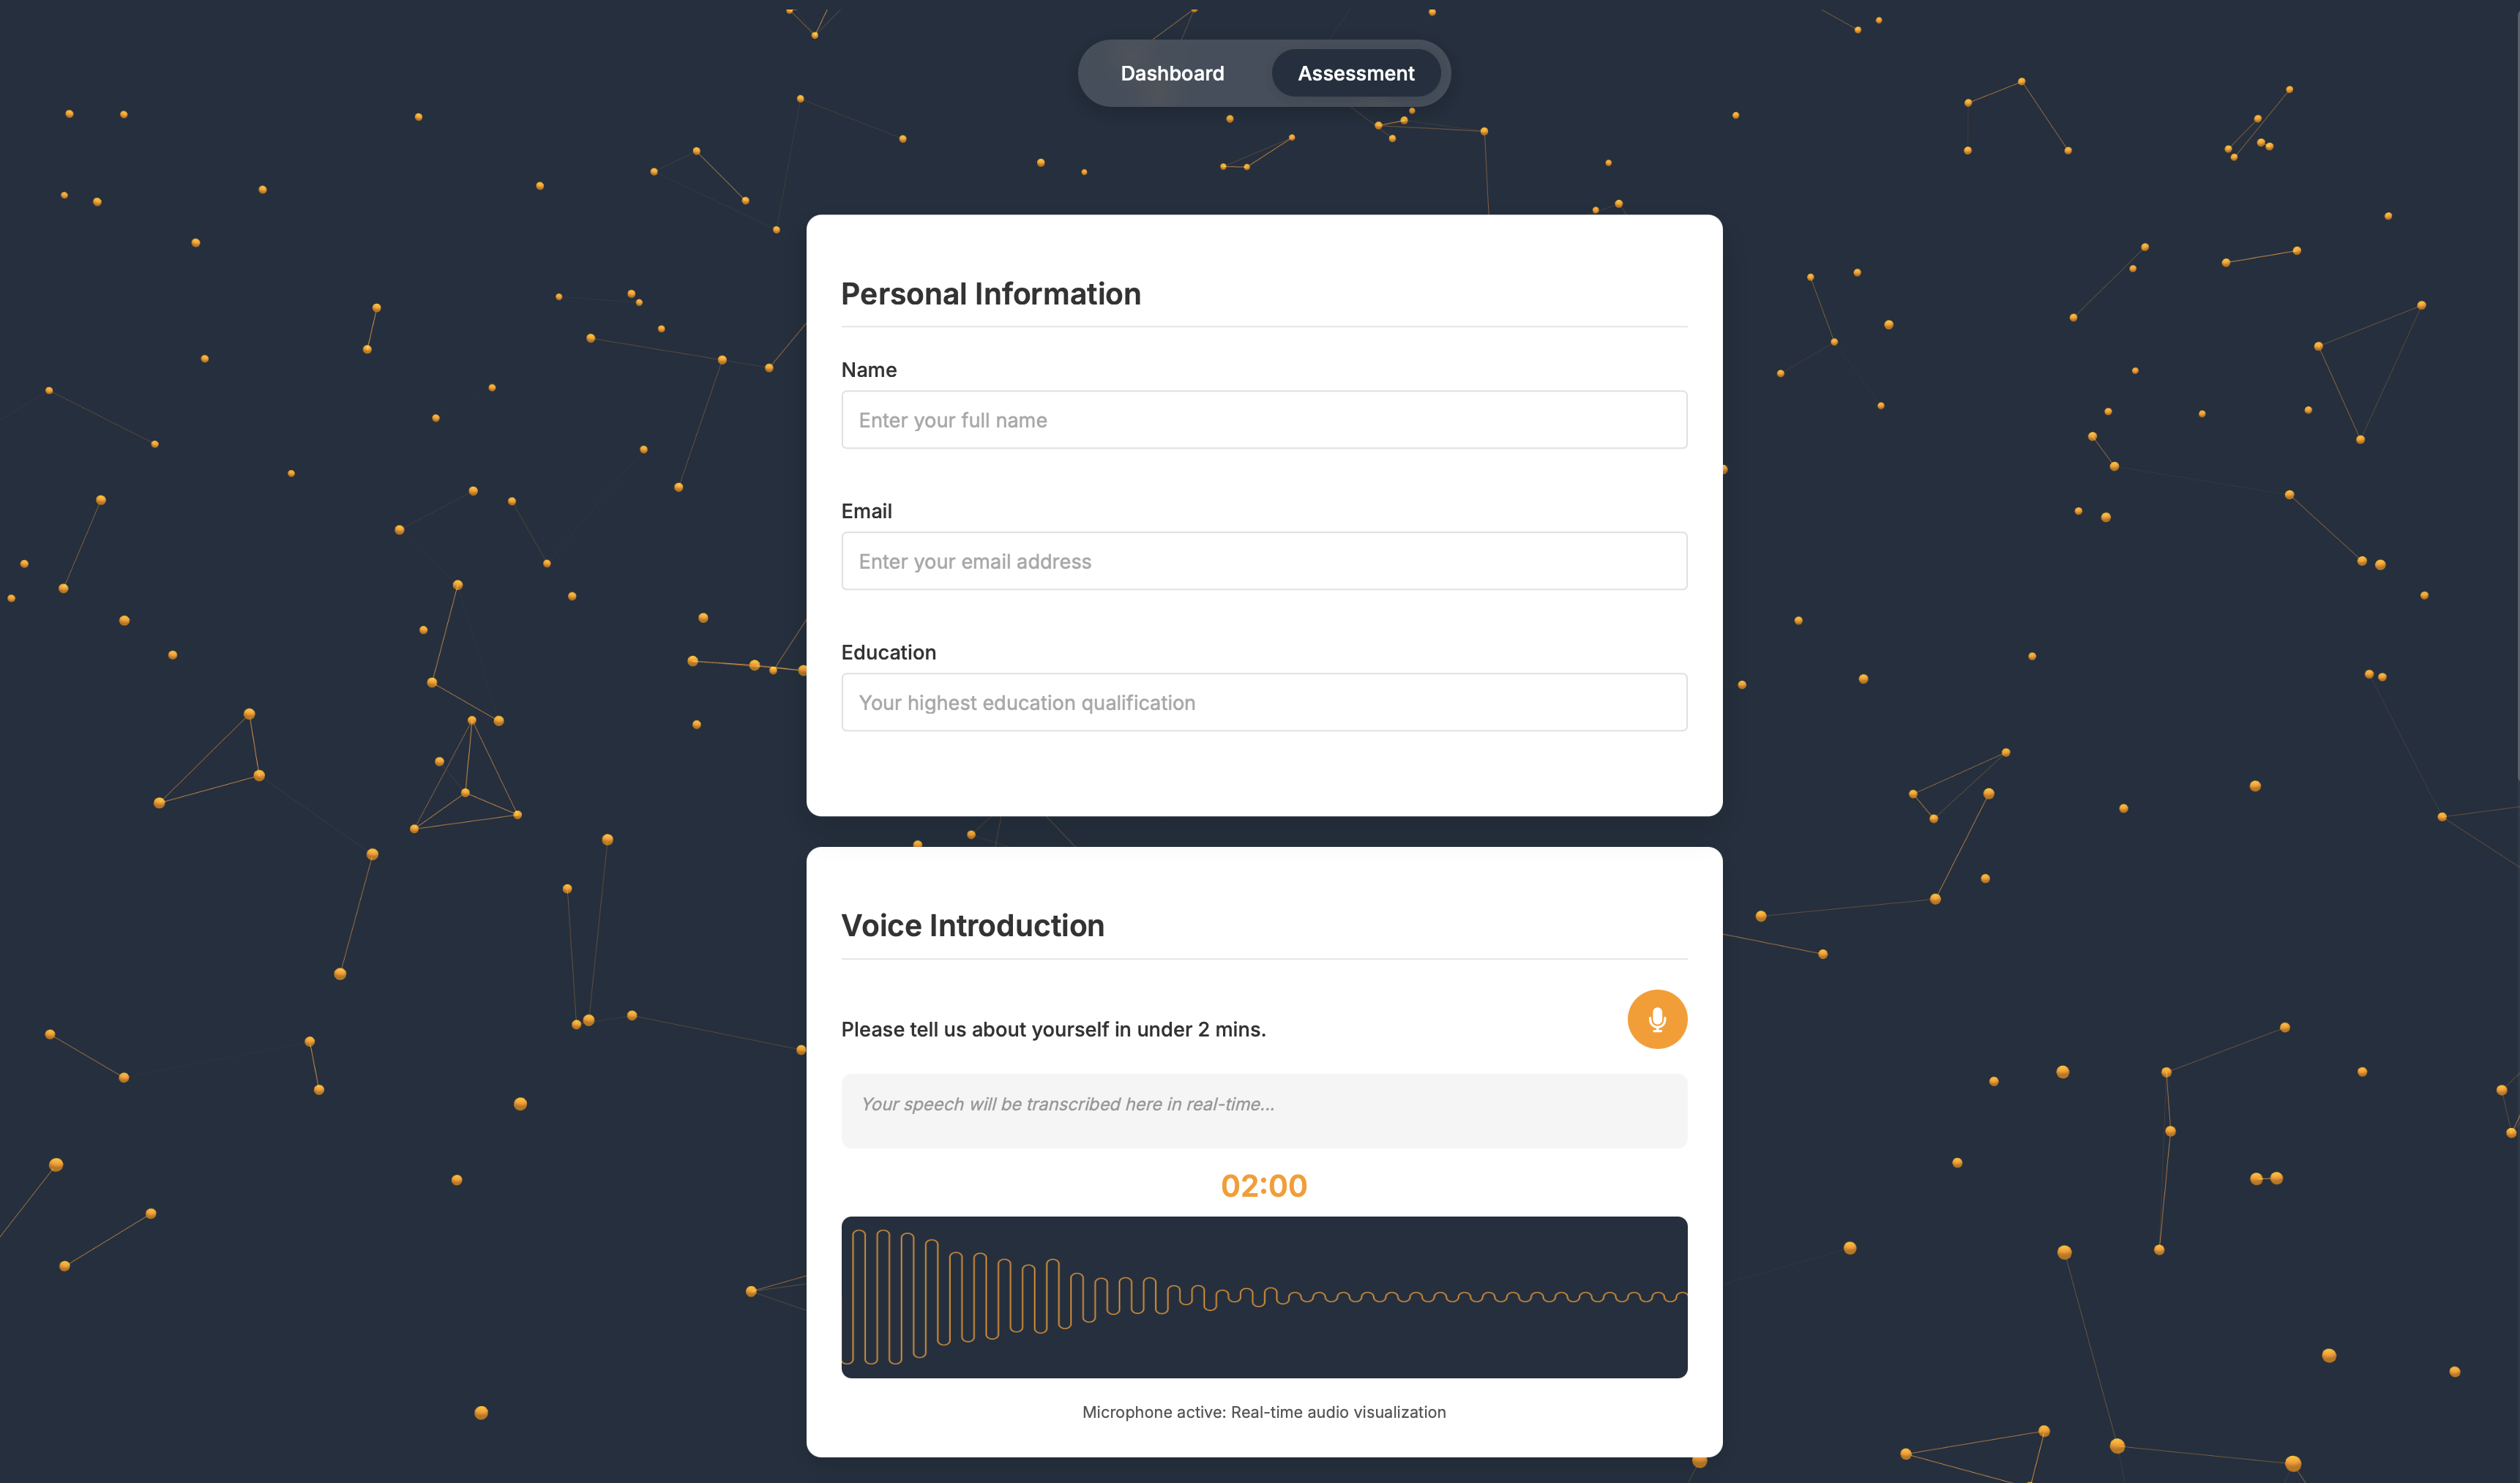 Dashboard
Assessment
Personal Information
Name
Enter your full name
Email
Enter your email address
Education
Your highest education qualification
Voice Introduction
Please tell us about yourself in under 2 mins.
Your speech will be transcribed here in real-time...
02:00
Microphone active: Real-time audio visualization